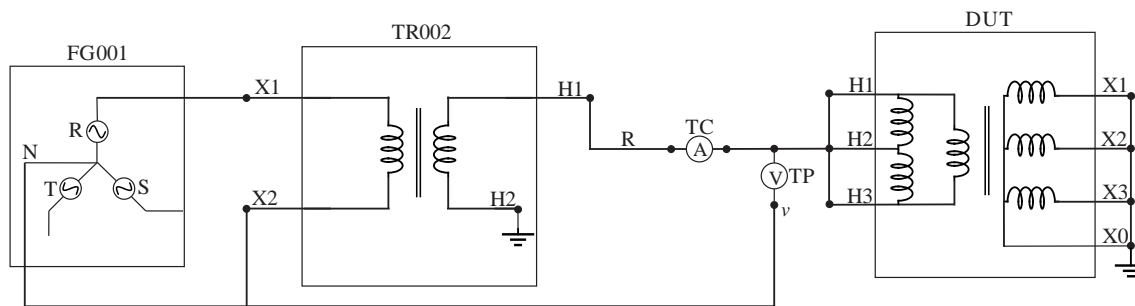 DUT
TR002
FG001
X1
H1
H1
X1
R
N
R
TC
A
H2
X2
T
S
V
TP
X2
H2
H3
v
X3
X0